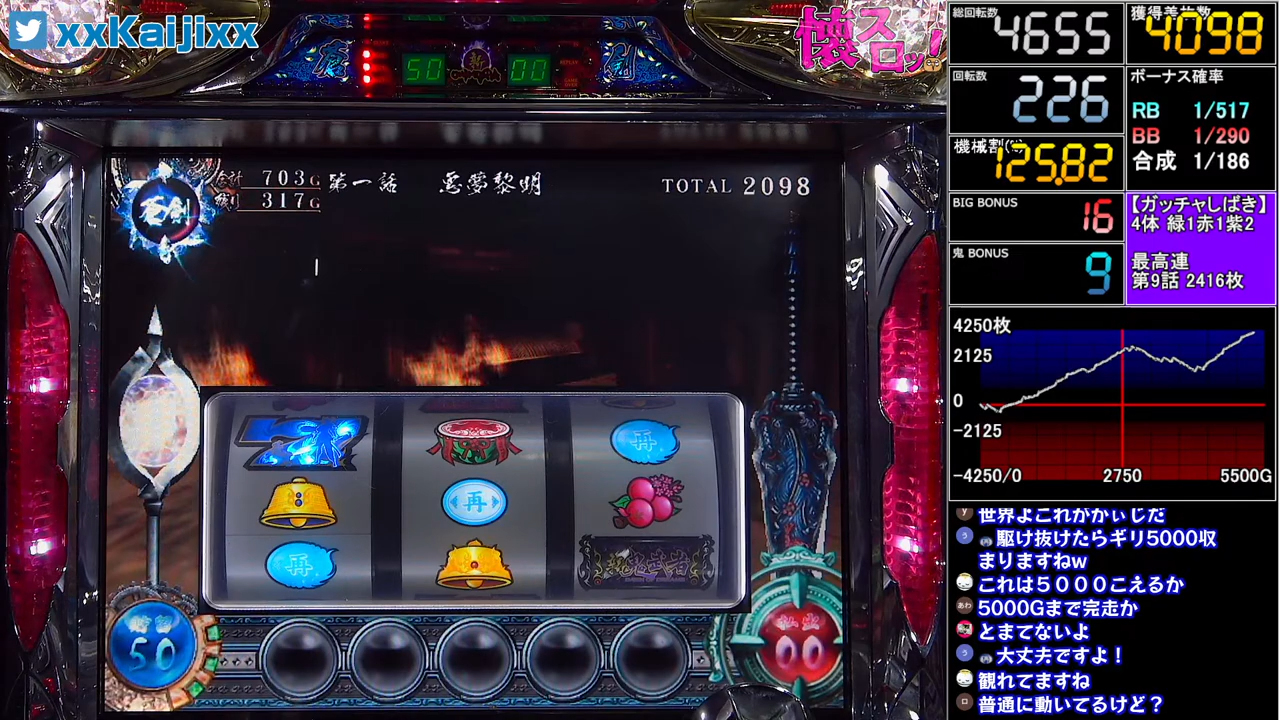 xxKaijixx
蒼 剣
50 00
懐スロッ!
総回転数 4655
獲得差枚数 4098
回転数 226
ボーナス確率
RB 1/517
BB 1/290
合成 1/186
機械割(%) 125.82
BIG BONUS 16
鬼 BONUS 9
【ガッチャしばき】
4体 緑1赤1紫2
最高連
第9話 2416枚
合計 703G
317G
第一話 悪夢黎明
TOTAL 2098
蒼剣
再
再
再
50
00
4250枚
2125
0
-2125
-4250/0 2750 5500G
世界よこれがかぃじだ
駆け抜けたらギリ5000収
まりますねw
これは5000こえるか
5000Gまで完走か
とまてないよ
大丈夫ですよ!
観れてますね
普通に動いてるけど?